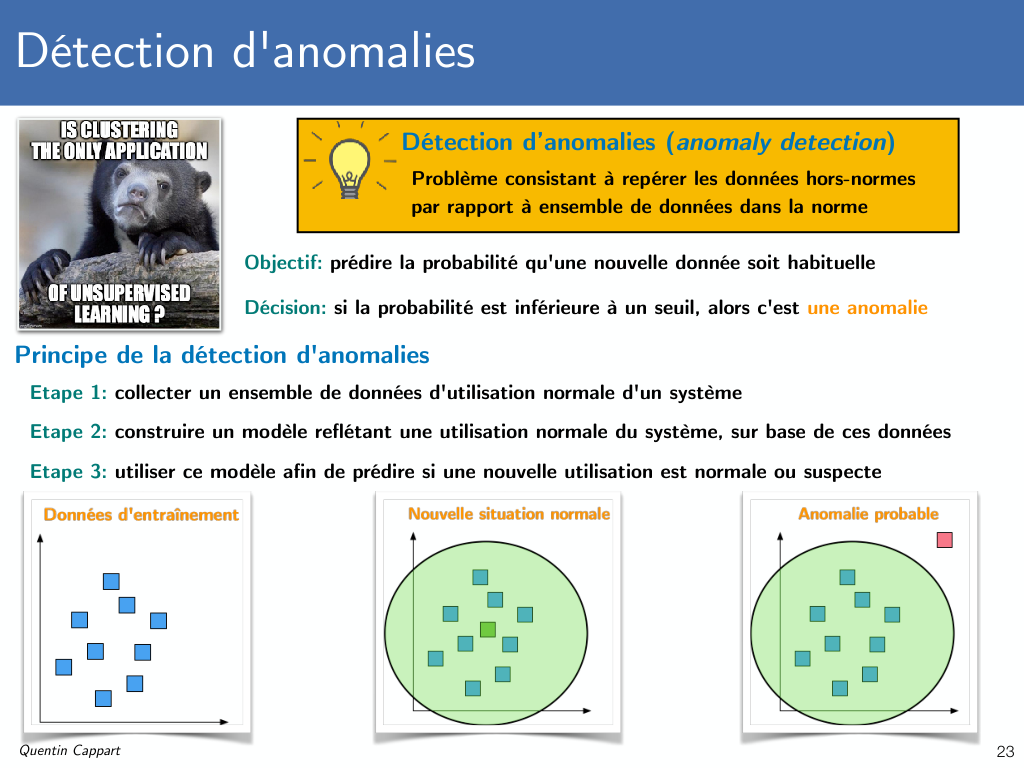 Détection d'anomalies
IS CLUSTERING
THE ONLY APPLICATION
OF UNSUPERVISED
LEARNING ?
Détection d'anomalies (anomaly detection)
Problème consistant à repérer les données hors-normes
par rapport à ensemble de données dans la norme
Objectif: prédire la probabilité qu'une nouvelle donnée soit habituelle
Décision: si la probabilité est inférieure à un seuil, alors c'est une anomalie
Principe de la détection d'anomalies
Etape 1: collecter un ensemble de données d'utilisation normale d'un système
Etape 2: construire un modèle reflétant une utilisation normale du système, sur base de ces données
Etape 3: utiliser ce modèle afin de prédire si une nouvelle utilisation est normale ou suspecte
Données d'entraînement
Nouvelle situation normale
Anomalie probable
Quentin Cappart
23